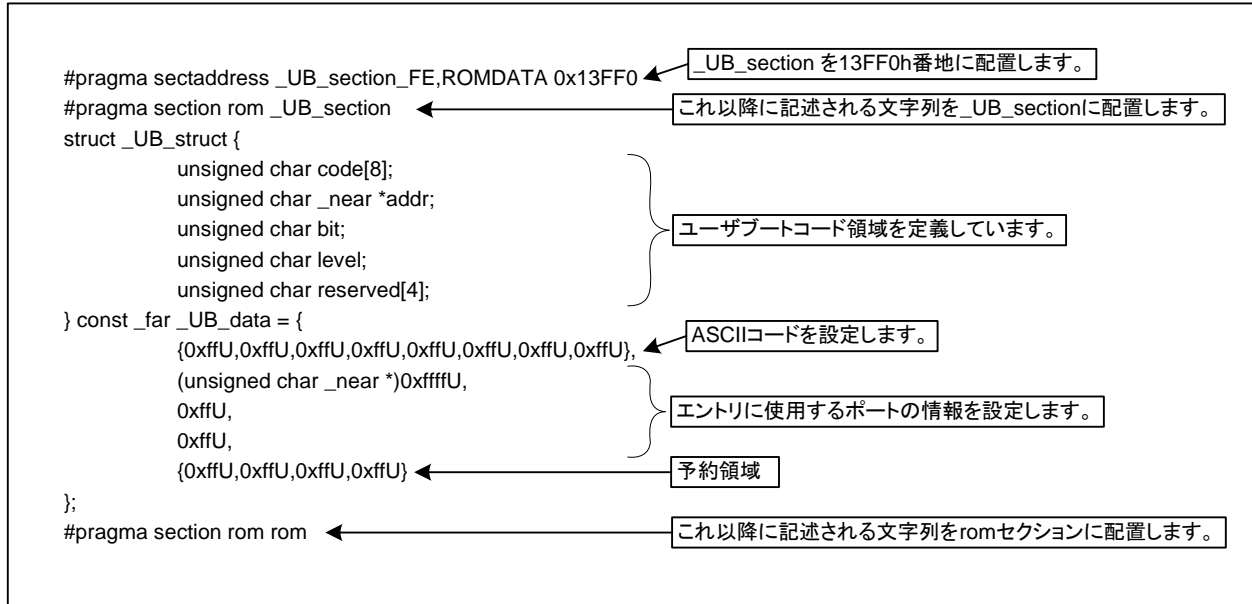 #pragma sectaddress _UB_section_FE,ROMDATA 0x13FF0
_UB_section を13FF0h番地に配置します。
#pragma section rom _UB_section
これ以降に記述される文字列を_UB_sectionに配置します。
struct _UB_struct {
unsigned char code[8];
unsigned char _near *addr;
unsigned char bit;
unsigned char level;
unsigned char reserved[4];
ユーザブートコード領域を定義しています。
} const _far _UB_data = {
{0xffU,0xffU,0xffU,0xffU,0xffU,0xffU,0xffU,0xffU},
ASCIIコードを設定します。
(unsigned char _near *)0xffffU,
0xffU,
0xffU,
エントリに使用するポートの情報を設定します。
{0xffU,0xffU,0xffU,0xffU}
予約領域
};
#pragma section rom rom
これ以降に記述される文字列をromセクションに配置します。